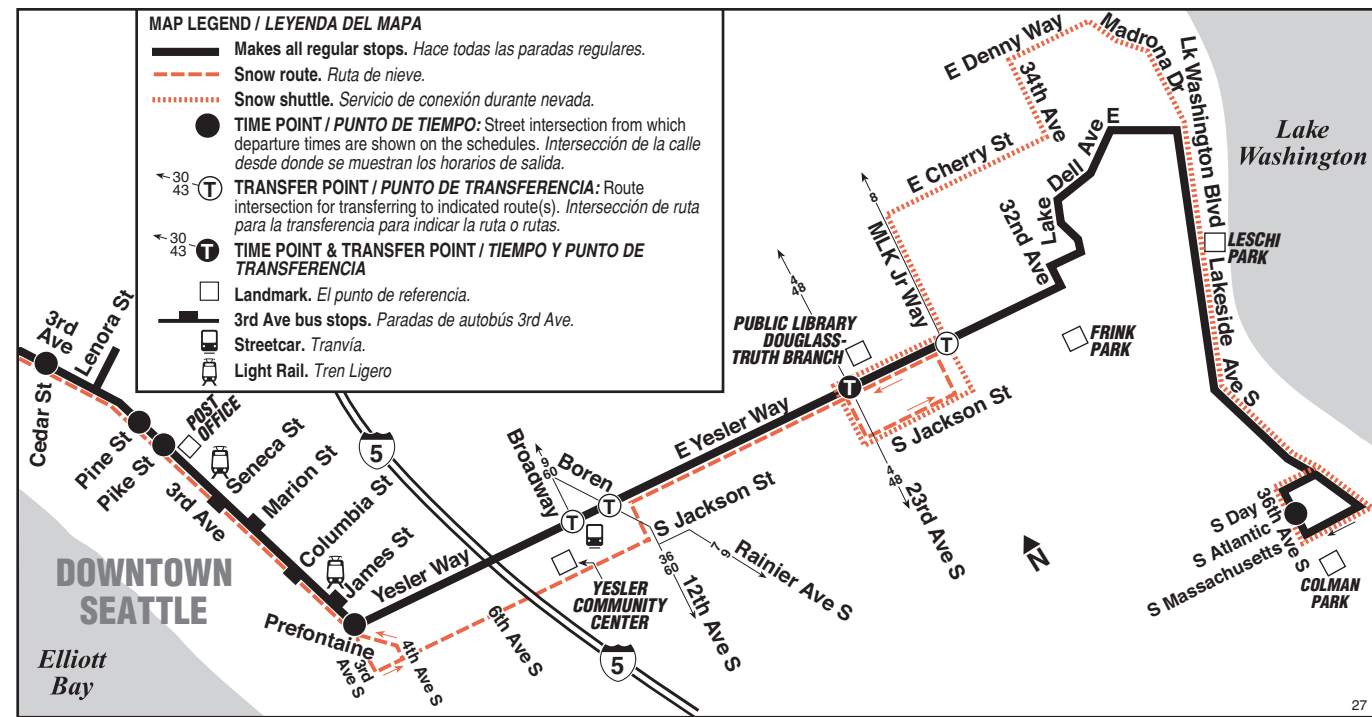 MAP LEGEND / LEYENDA DEL MAPA
Makes all regular stops. Hace todas las paradas regulares.
Snow route. Ruta de nieve.
Snow shuttle. Servicio de conexión durante nevada.
TIME POINT / PUNTO DE TIEMPO: Street intersection from which
departure times are shown on the schedules. Intersección de la calle
desde donde se muestran los horarios de salida.
30
43
T
TRANSFER POINT / PUNTO DE TRANSFERENCIA: Route
intersection for transferring to indicated route(s). Intersección de ruta
para la transferencia para indicar la ruta o rutas.
30
43
T
TIME POINT & TRANSFER POINT / TIEMPO Y PUNTO DE
TRANSFERENCIA
Landmark. El punto de referencia.
3rd Ave bus stops. Paradas de autobús 3rd Ave.
Streetcar. Tranvía.
Light Rail. Tren Ligero
E Denny Way
Madrona Dr
Lk Washington Blvd
34th Ave
Lake
Washington
E Cherry St
Lake Dell Ave E
32nd Ave
8
MLK Jr Way
LESCHI
PARK
Lakeside Ave S
4
48
PUBLIC LIBRARY
DOUGLASS-
TRUTH BRANCH
T
T
FRINK
PARK
3rd
Ave
Lenora St
Cedar St
Pine St
Pike St
POST
OFFICE
Seneca St
3rd Ave
Marion St
Columbia St
James St
5
Broadway
9
60
Boren
T
T
E Yesler Way
S Jackson St
S Jackson St
4
48
23rd Ave S
Yesler Way
36
60
7
9
Rainier Ave S
12th Ave S
YESLER
COMMUNITY
CENTER
N
S Day
36th Ave S
S Atlantic
S Massachusetts
COLMAN
PARK
DOWNTOWN
SEATTLE
Prefontaine
3rd
Ave S
4th Ave S
6th Ave S
5
Elliott
Bay
27